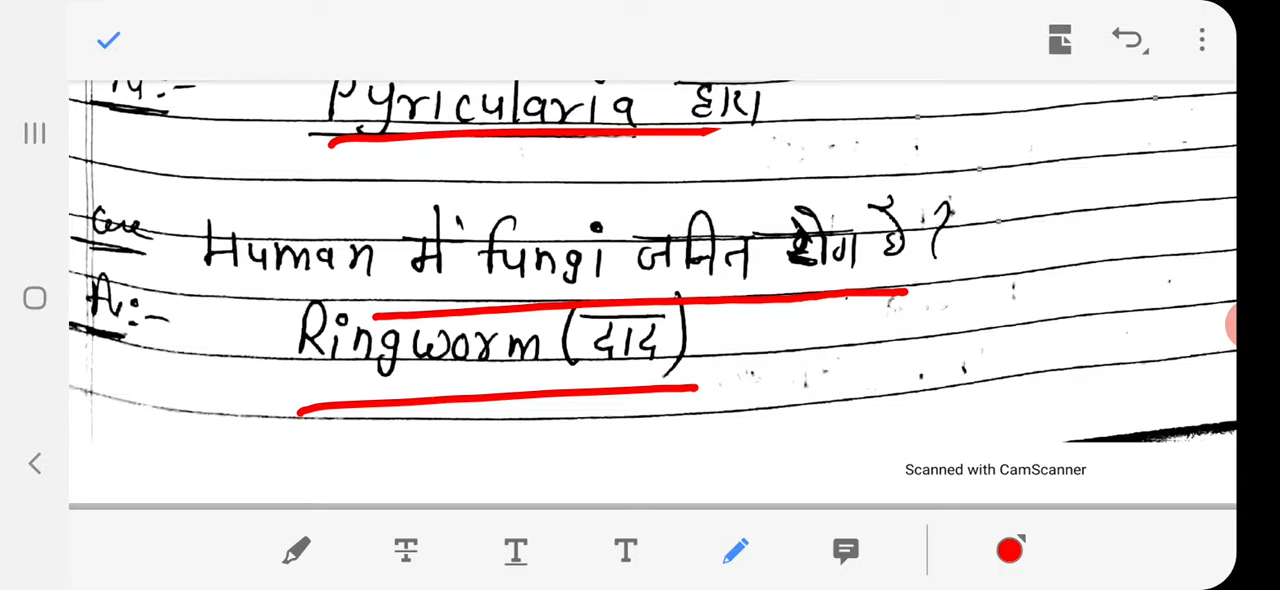 Pyricularia द्वारा
Que Human में fungi जनित रोग है?
A:- Ringworm (दाद)
Scanned with CamScanner
T T T